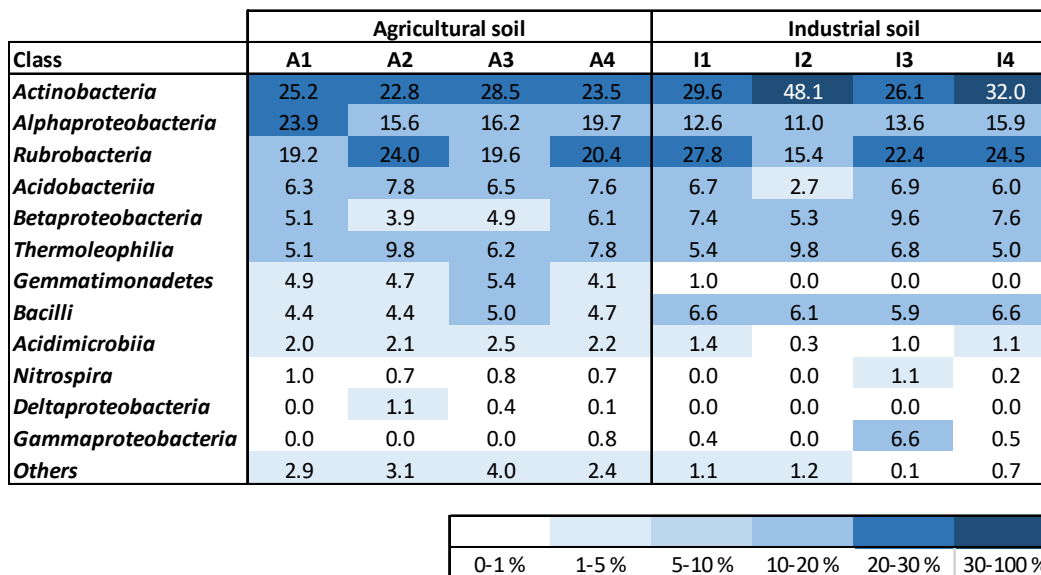 Agricultural soil Industrial soil
Class A1 A2 A3 A4 I1 I2 I3 I4
Actinobacteria 25.2 22.8 28.5 23.5 29.6 48.1 26.1 32.0
Alphaproteobacteria 23.9 15.6 16.2 19.7 12.6 11.0 13.6 15.9
Rubrobacteria 19.2 24.0 19.6 20.4 27.8 15.4 22.4 24.5
Acidobacteriia 6.3 7.8 6.5 7.6 6.7 2.7 6.9 6.0
Betaproteobacteria 5.1 3.9 4.9 6.1 7.4 5.3 9.6 7.6
Thermoleophilia 5.1 9.8 6.2 7.8 5.4 9.8 6.8 5.0
Gemmatimonadetes 4.9 4.7 5.4 4.1 1.0 0.0 0.0 0.0
Bacilli 4.4 4.4 5.0 4.7 6.6 6.1 5.9 6.6
Acidimicrobiia 2.0 2.1 2.5 2.2 1.4 0.3 1.0 1.1
Nitrospira 1.0 0.7 0.8 0.7 0.0 0.0 1.1 0.2
Deltaproteobacteria 0.0 1.1 0.4 0.1 0.0 0.0 0.0 0.0
Gammaproteobacteria 0.0 0.0 0.0 0.8 0.4 0.0 6.6 0.5
Others 2.9 3.1 4.0 2.4 1.1 1.2 0.1 0.7
0-1 % 1-5 % 5-10 % 10-20 % 20-30 % 30-100 %